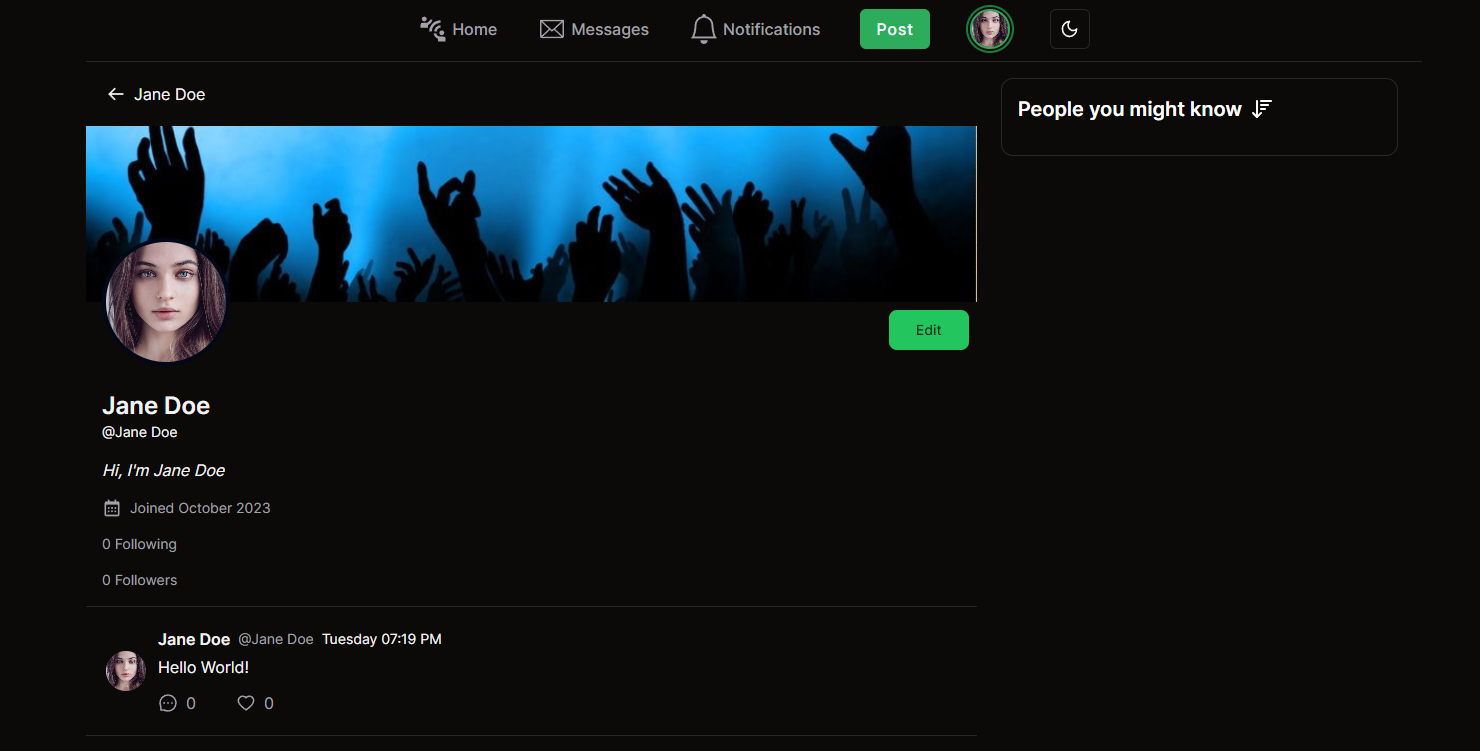 Home Messages Notifications Post
Jane Doe
People you might know
Edit
Jane Doe
@Jane Doe
Hi, I'm Jane Doe
Joined October 2023
0 Following
0 Followers
Jane Doe @Jane Doe Tuesday 07:19 PM
Hello World!
0 0